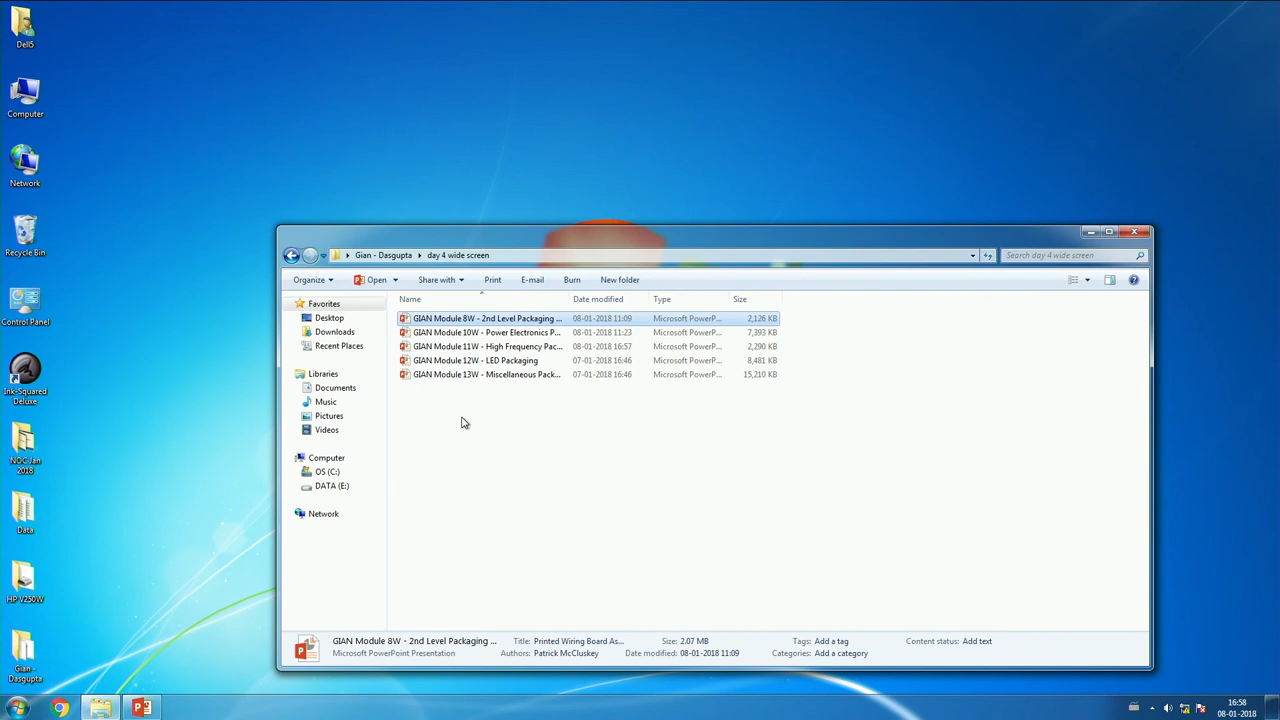 Dell5
Computer
Network
Recycle Bin
Control Panel
Ink-Squared
Deluxe
NOC Jan
2018
Data
HP V250W
Gian -
Dasgupta
Gian - Dasgupta
day 4 wide screen
Search day 4 wide screen
Organize
Open
Share with
Print
E-mail
Burn
New folder
Favorites
Desktop
Downloads
Recent Places
Libraries
Documents
Music
Pictures
Videos
Computer
OS (C:)
DATA (E:)
Network
Name Date modified Type Size
GIAN Module 8W - 2nd Level Packaging ... 08-01-2018 11:09 Microsoft PowerP... 2,126 KB
GIAN Module 10W - Power Electronics P... 08-01-2018 11:23 Microsoft PowerP... 7,393 KB
GIAN Module 11W - High Frequency Pac... 08-01-2018 16:57 Microsoft PowerP... 2,290 KB
GIAN Module 12W - LED Packaging 07-01-2018 16:46 Microsoft PowerP... 8,481 KB
GIAN Module 13W - Miscellaneous Pack... 07-01-2018 16:46 Microsoft PowerP... 15,210 KB
GIAN Module 8W - 2nd Level Packaging ... Title: Printed Wiring Board As... Size: 2.07 MB Tags: Add a tag Content status: Add text
Microsoft PowerPoint Presentation Authors: Patrick McCluskey Date modified: 08-01-2018 11:09 Categories: Add a category
16:58
08-01-2018